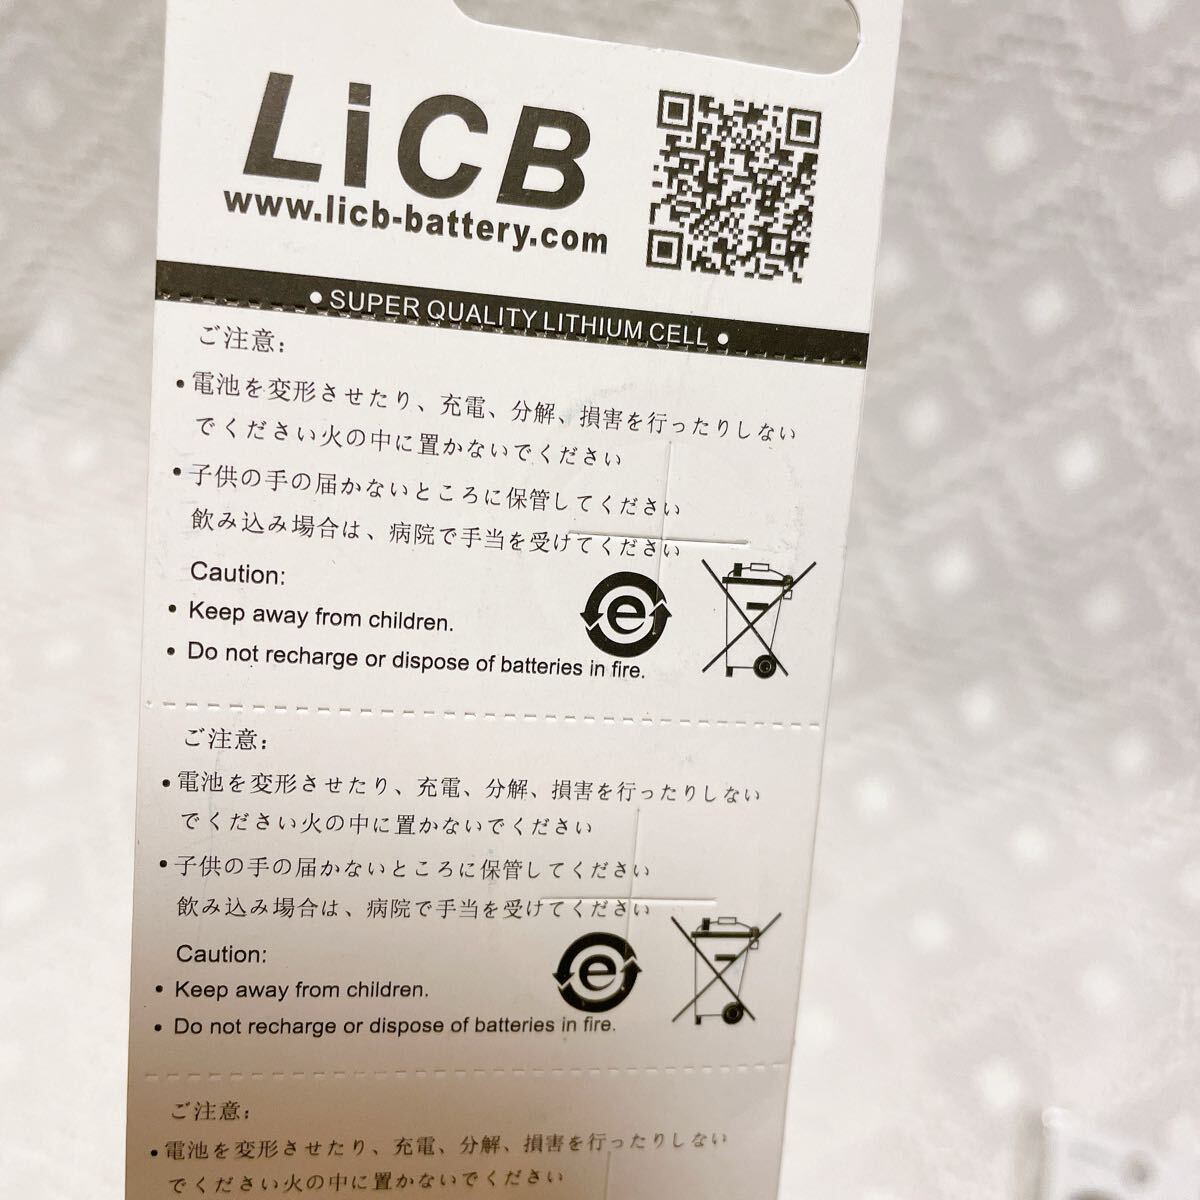 LiCB
www.licb-battery.com
• SUPER QUALITY LITHIUM CELL •
ご注意:
• 電池を変形させたり、充電、分解、損害を行ったりしない
でください火の中に置かないでください
• 子供の手の届かないところに保管してください
飲み込み場合は、病院で手当を受けてください
Caution:
• Keep away from children.
• Do not recharge or dispose of batteries in fire.
e
ご注意:
• 電池を変形させたり、充電、分解、損害を行ったりしない
でください火の中に置かないでください
• 子供の手の届かないところに保管してください
飲み込み場合は、病院で手当を受けてください
Caution:
• Keep away from children.
• Do not recharge or dispose of batteries in fire.
e
ご注意:
• 電池を変形させたり、充電、分解、損害を行ったりしない
でください火の中に置かないでください